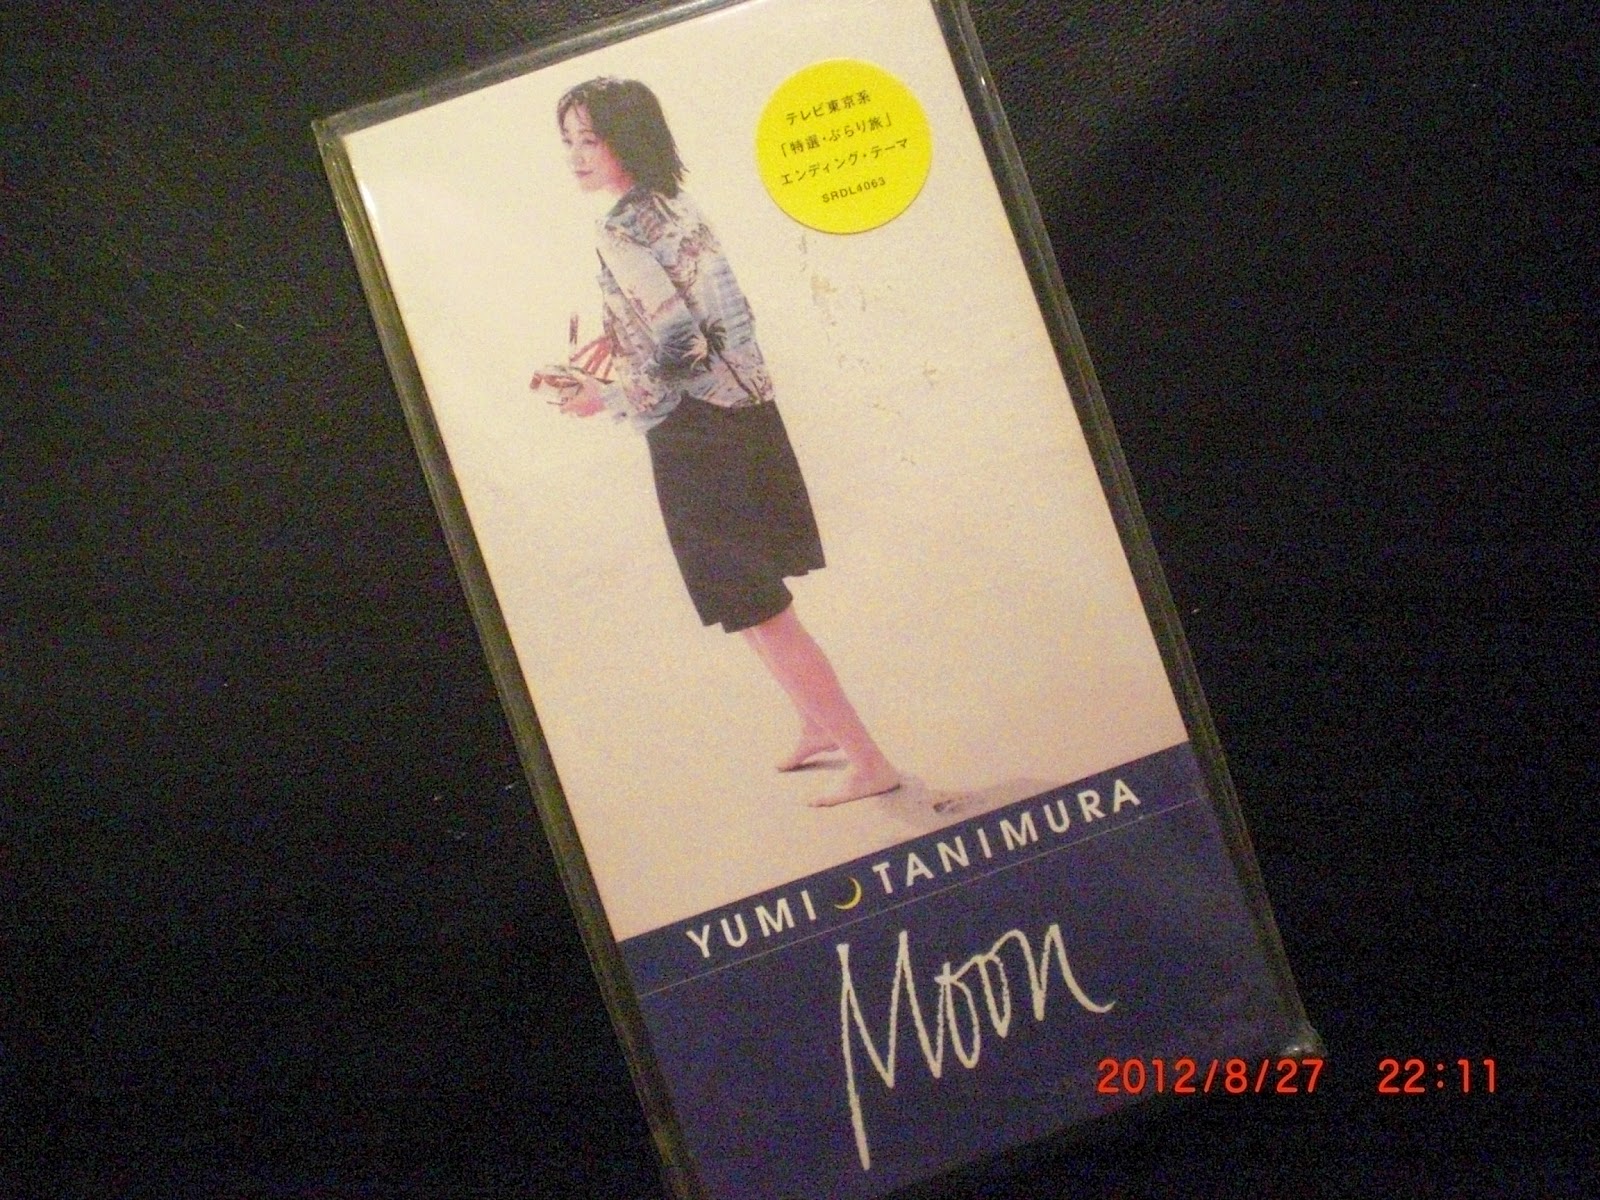 テレビ東京系
「特選・ぶらり旅」
エンディング・テーマ
SRDL4063
YUMI TANIMURA
Moon
2012/8/27 22:11